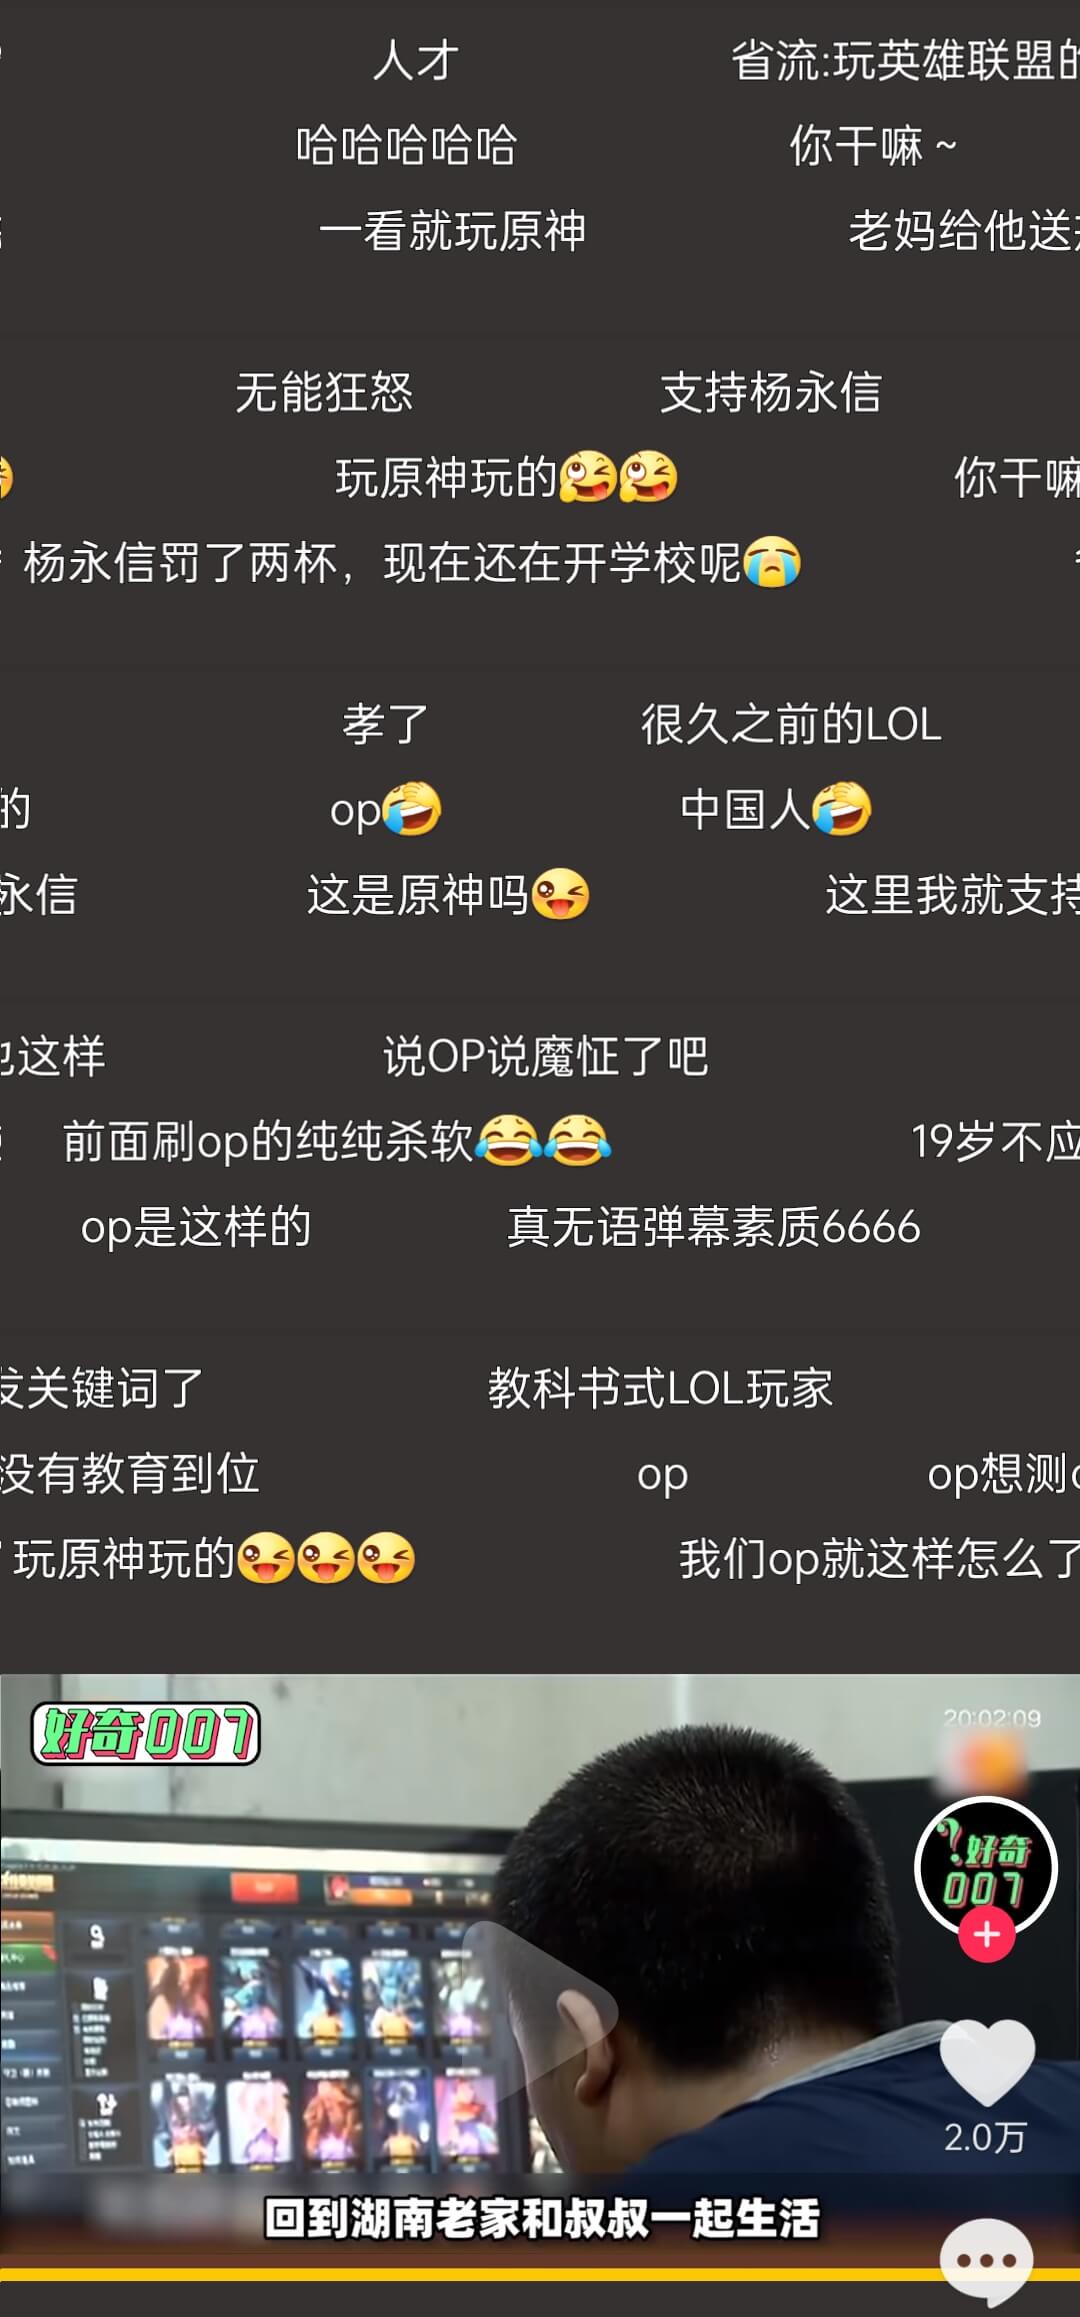 人才 省流:玩英雄联盟的
哈哈哈哈哈 你干嘛~
一看就玩原神 老妈给他送
无能狂怒 支持杨永信
玩原神玩的🤪🤪 你干嘛
杨永信罚了两杯，现在还在开学校呢😭
孝了 很久之前的LOL
的 op🤣 中国人🤣
永信 这是原神吗😜 这里我就支持
这样 说OP说魔怔了吧
前面刷op的纯纯杀软😂😂 19岁不应
op是这样的 真无语弹幕素质6666
发关键词了 教科书式LOL玩家
没有教育到位 op op想测
玩原神玩的😜😜😜 我们op就这样怎么了
好奇007
20:02:09
好奇
007
2.0万
回到湖南老家和叔叔一起生活